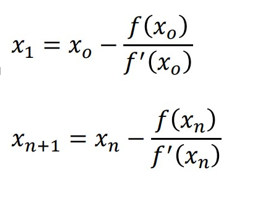 x₁ = xₒ − f(xₒ) / f′(xₒ)
xₙ₊₁ = xₙ − f(xₙ) / f′(xₙ)